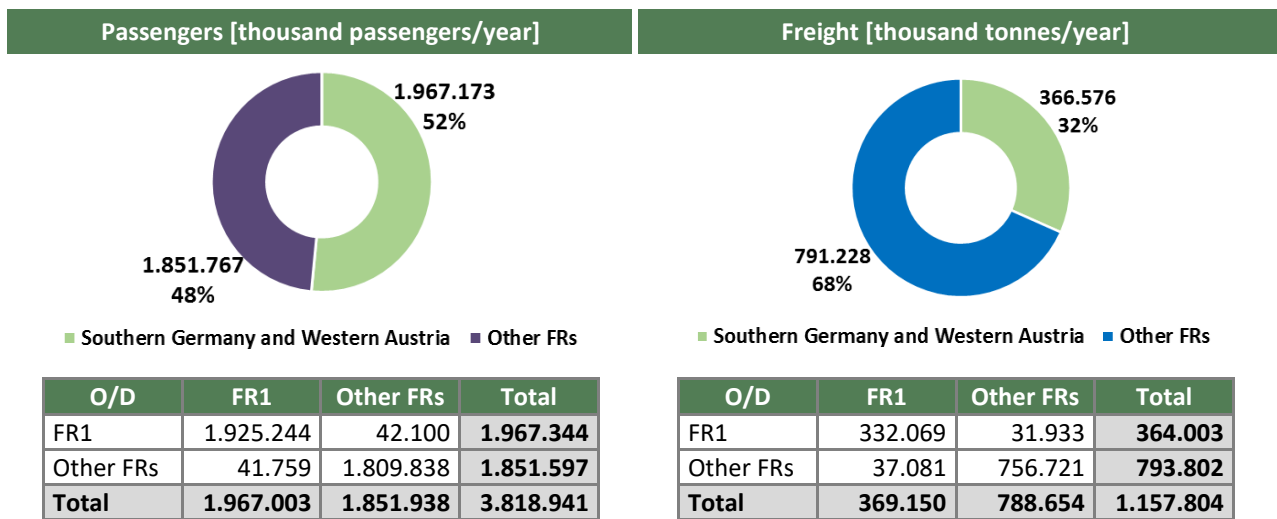 Passengers [thousand passengers/year]
1.967.173
52%
1.851.767
48%
Southern Germany and Western Austria Other FRs
O/D FR1 Other FRs Total
FR1 1.925.244 42.100 1.967.344
Other FRs 41.759 1.809.838 1.851.597
Total 1.967.003 1.851.938 3.818.941
Freight [thousand tonnes/year]
366.576
32%
791.228
68%
Southern Germany and Western Austria Other FRs
O/D FR1 Other FRs Total
FR1 332.069 31.933 364.003
Other FRs 37.081 756.721 793.802
Total 369.150 788.654 1.157.804